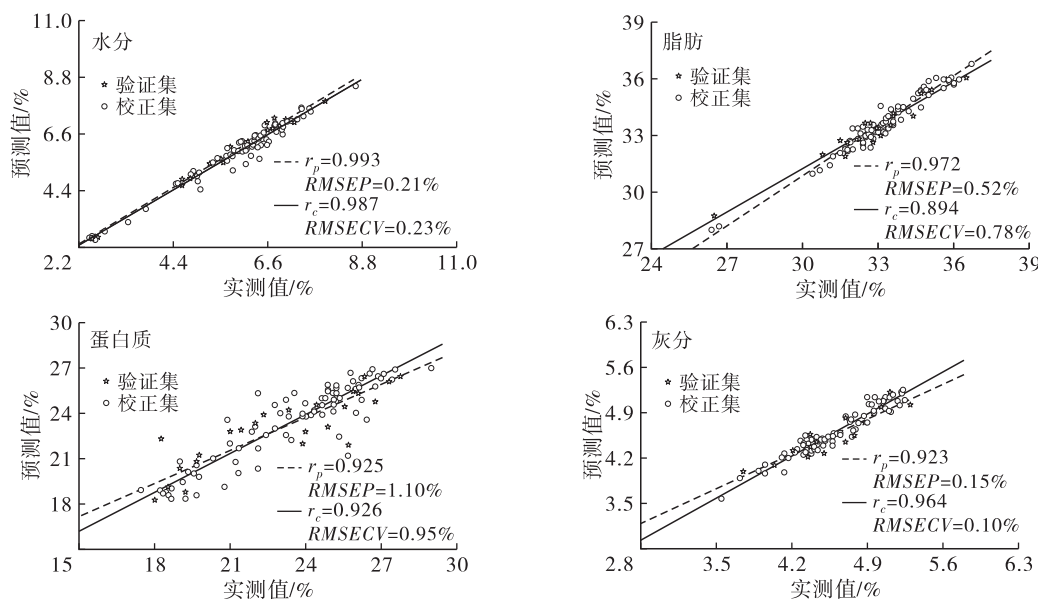 11.0
8.8
6.6
4.4
2.2
4.4
6.6
8.8
11.0
水分
验证集
校正集
r_p=0.993
RMSEP=0.21%
r_c=0.987
RMSECV=0.23%
预测值/%
实测值/%
39
36
33
30
27
24
27
30
33
36
39
脂肪
验证集
校正集
r_p=0.972
RMSEP=0.52%
r_c=0.894
RMSECV=0.78%
预测值/%
实测值/%
30
27
24
21
18
15
18
21
24
27
30
蛋白质
验证集
校正集
r_p=0.925
RMSEP=1.10%
r_c=0.926
RMSECV=0.95%
预测值/%
实测值/%
6.3
5.6
4.9
4.2
3.5
2.8
3.5
4.2
4.9
5.6
6.3
灰分
验证集
校正集
r_p=0.923
RMSEP=0.15%
r_c=0.964
RMSECV=0.10%
预测值/%
实测值/%